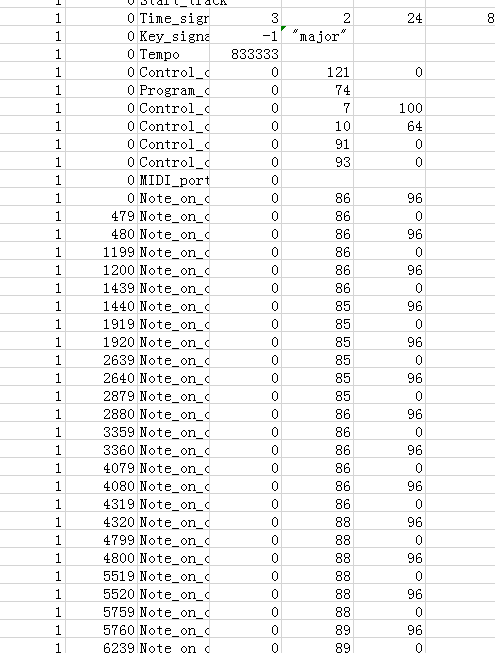 1 0 Start_track
1 0 Time_sign 3 2 24 8
1 0 Key_signa -1 "major"
1 0 Tempo 833333
1 0 Control_c 0 121 0
1 0 Program_c 0 74
1 0 Control_c 0 7 100
1 0 Control_c 0 10 64
1 0 Control_c 0 91 0
1 0 Control_c 0 93 0
1 0 MIDI_port 0
1 0 Note_on_c 0 86 96
1 479 Note_on_c 0 86 0
1 480 Note_on_c 0 86 96
1 1199 Note_on_c 0 86 0
1 1200 Note_on_c 0 86 96
1 1439 Note_on_c 0 86 0
1 1440 Note_on_c 0 85 96
1 1919 Note_on_c 0 85 0
1 1920 Note_on_c 0 85 96
1 2639 Note_on_c 0 85 0
1 2640 Note_on_c 0 85 96
1 2879 Note_on_c 0 85 0
1 2880 Note_on_c 0 86 96
1 3359 Note_on_c 0 86 0
1 3360 Note_on_c 0 86 96
1 4079 Note_on_c 0 86 0
1 4080 Note_on_c 0 86 96
1 4319 Note_on_c 0 86 0
1 4320 Note_on_c 0 88 96
1 4799 Note_on_c 0 88 0
1 4800 Note_on_c 0 88 96
1 5519 Note_on_c 0 88 0
1 5520 Note_on_c 0 88 96
1 5759 Note_on_c 0 88 0
1 5760 Note_on_c 0 89 96
1 6239 Note_on_c 0 89 0